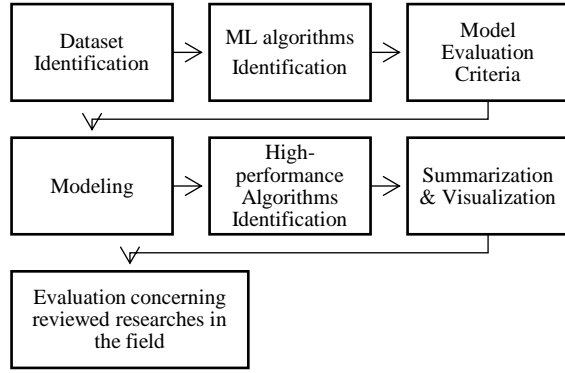 Dataset
Identification
ML algorithms
Identification
Model
Evaluation
Criteria
Modeling
High-
performance
Algorithms
Identification
Summarization
& Visualization
Evaluation concerning
reviewed researches in
the field